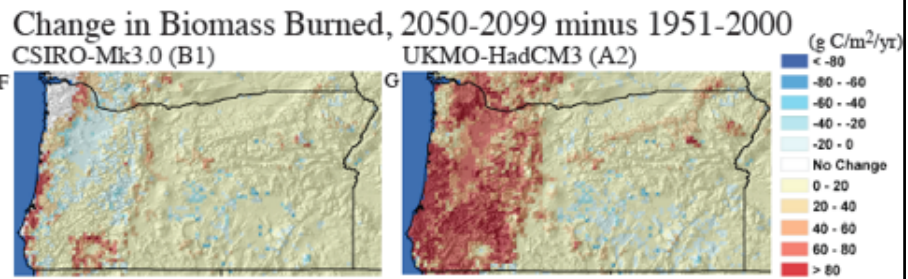 Change in Biomass Burned, 2050-2099 minus 1951-2000
CSIRO-Mk3.0 (B1)
UKMO-HadCM3 (A2)
(g C/m²/yr)
F
G
< -80
-80 - -60
-60 - -40
-40 - -20
-20 - 0
No Change
0 - 20
20 - 40
40 - 60
60 - 80
> 80